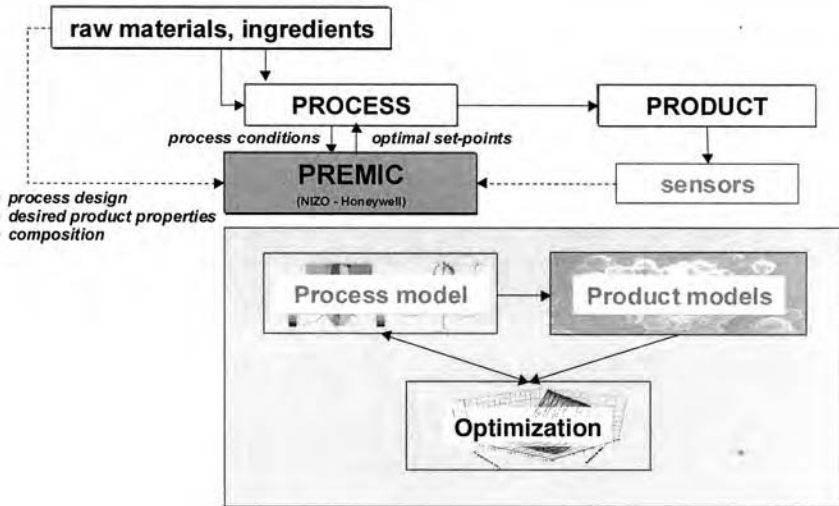 raw materials, ingredients
PROCESS
PRODUCT
process conditions
optimal set-points
PREMIC
(NIZO - Honeywell)
sensors
process design
desired product properties
composition
Process model
Product models
Optimization